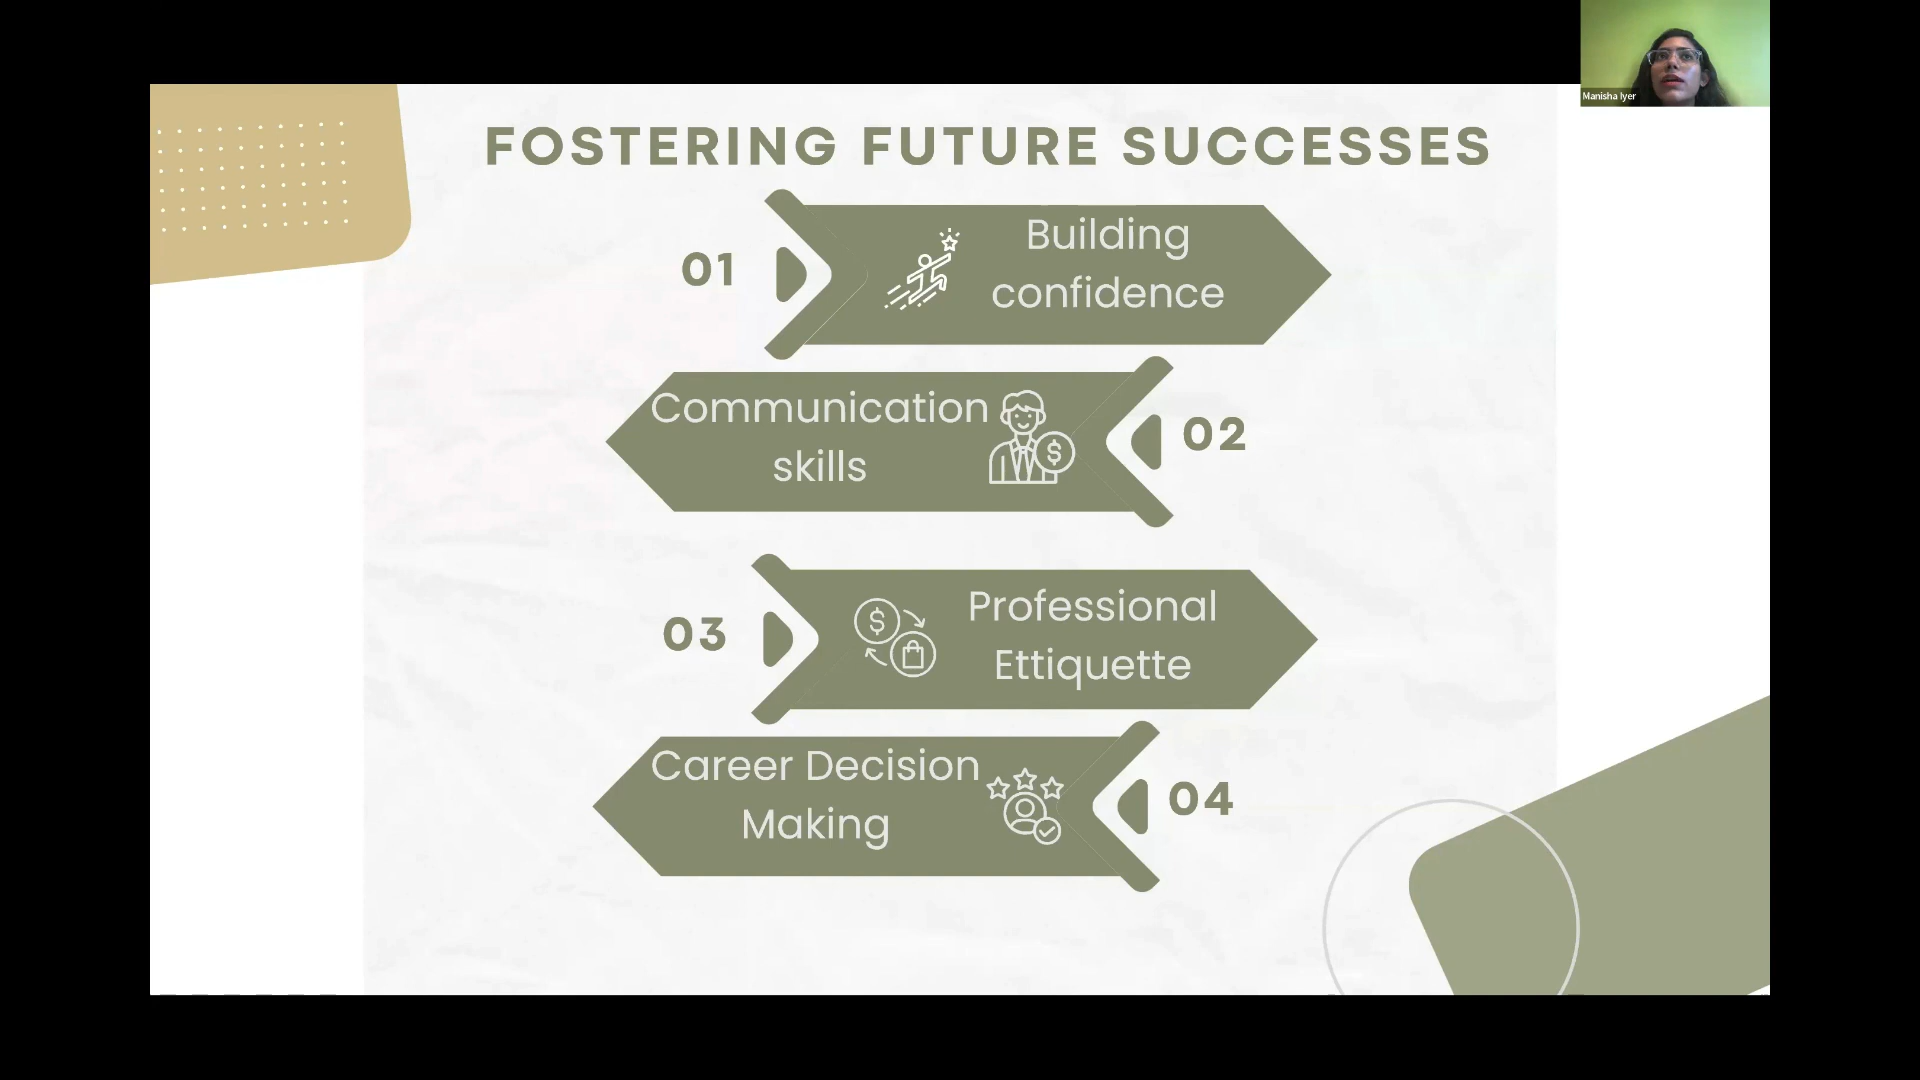 Manisha Iyer
FOSTERING FUTURE SUCCESSES
01
Building
confidence
Communication
skills
02
03
Professional
Ettiquette
Career Decision
Making
04